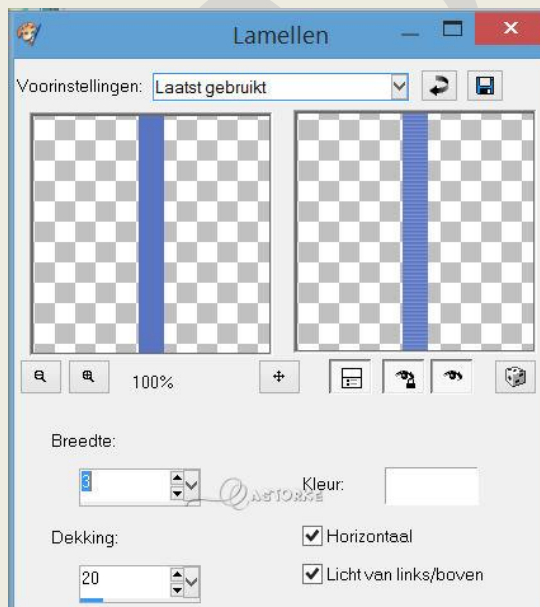 Lamellen
Voorinstellingen: Laatst gebruikt
100%
Breedte:
3
Kleur:
Dekking:
Horizontaal
20
Licht van links/boven